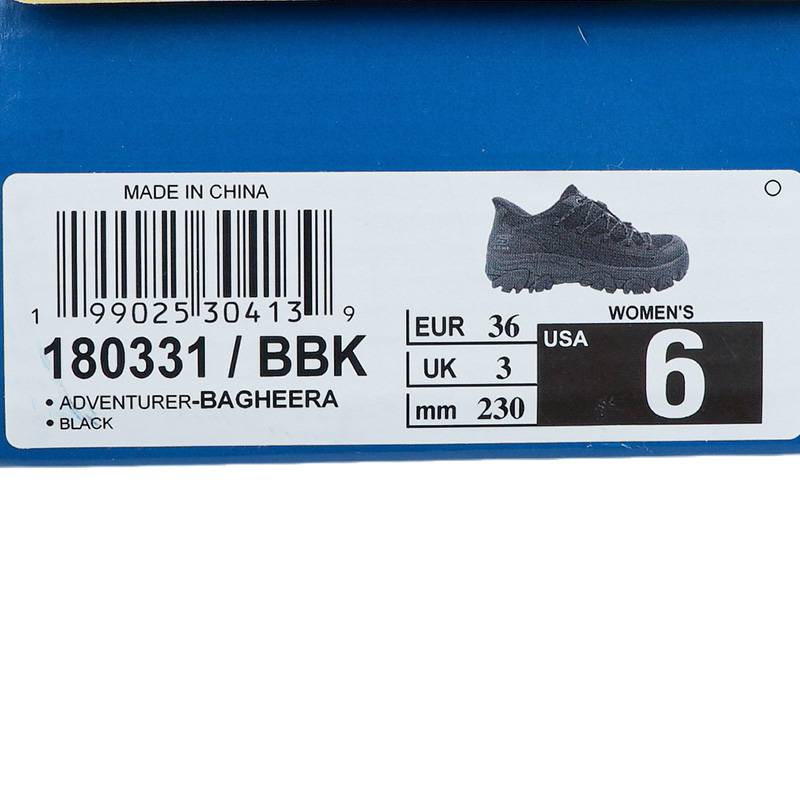 MADE IN CHINA
1 99025 30413 9
180331 / BBK
• ADVENTURER-BAGHEERA
• BLACK
WOMEN'S
EUR 36
UK 3
mm 230
USA 6